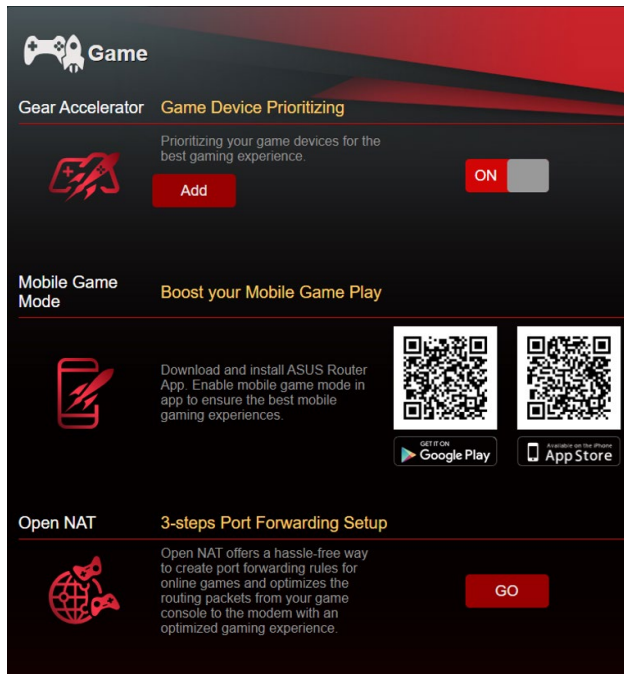 Game
Gear Accelerator
Game Device Prioritizing
Prioritizing your game devices for the
best gaming experience.
Add
ON
Mobile Game
Mode
Boost your Mobile Game Play
Download and install ASUS Router
App. Enable mobile game mode in
app to ensure the best mobile
gaming experiences.
GET IT ON
Google Play
Available on the iPhone
App Store
Open NAT
3-steps Port Forwarding Setup
Open NAT offers a hassle-free way
to create port forwarding rules for
online games and optimizes the
routing packets from your game
console to the modem with an
optimized gaming experience.
GO